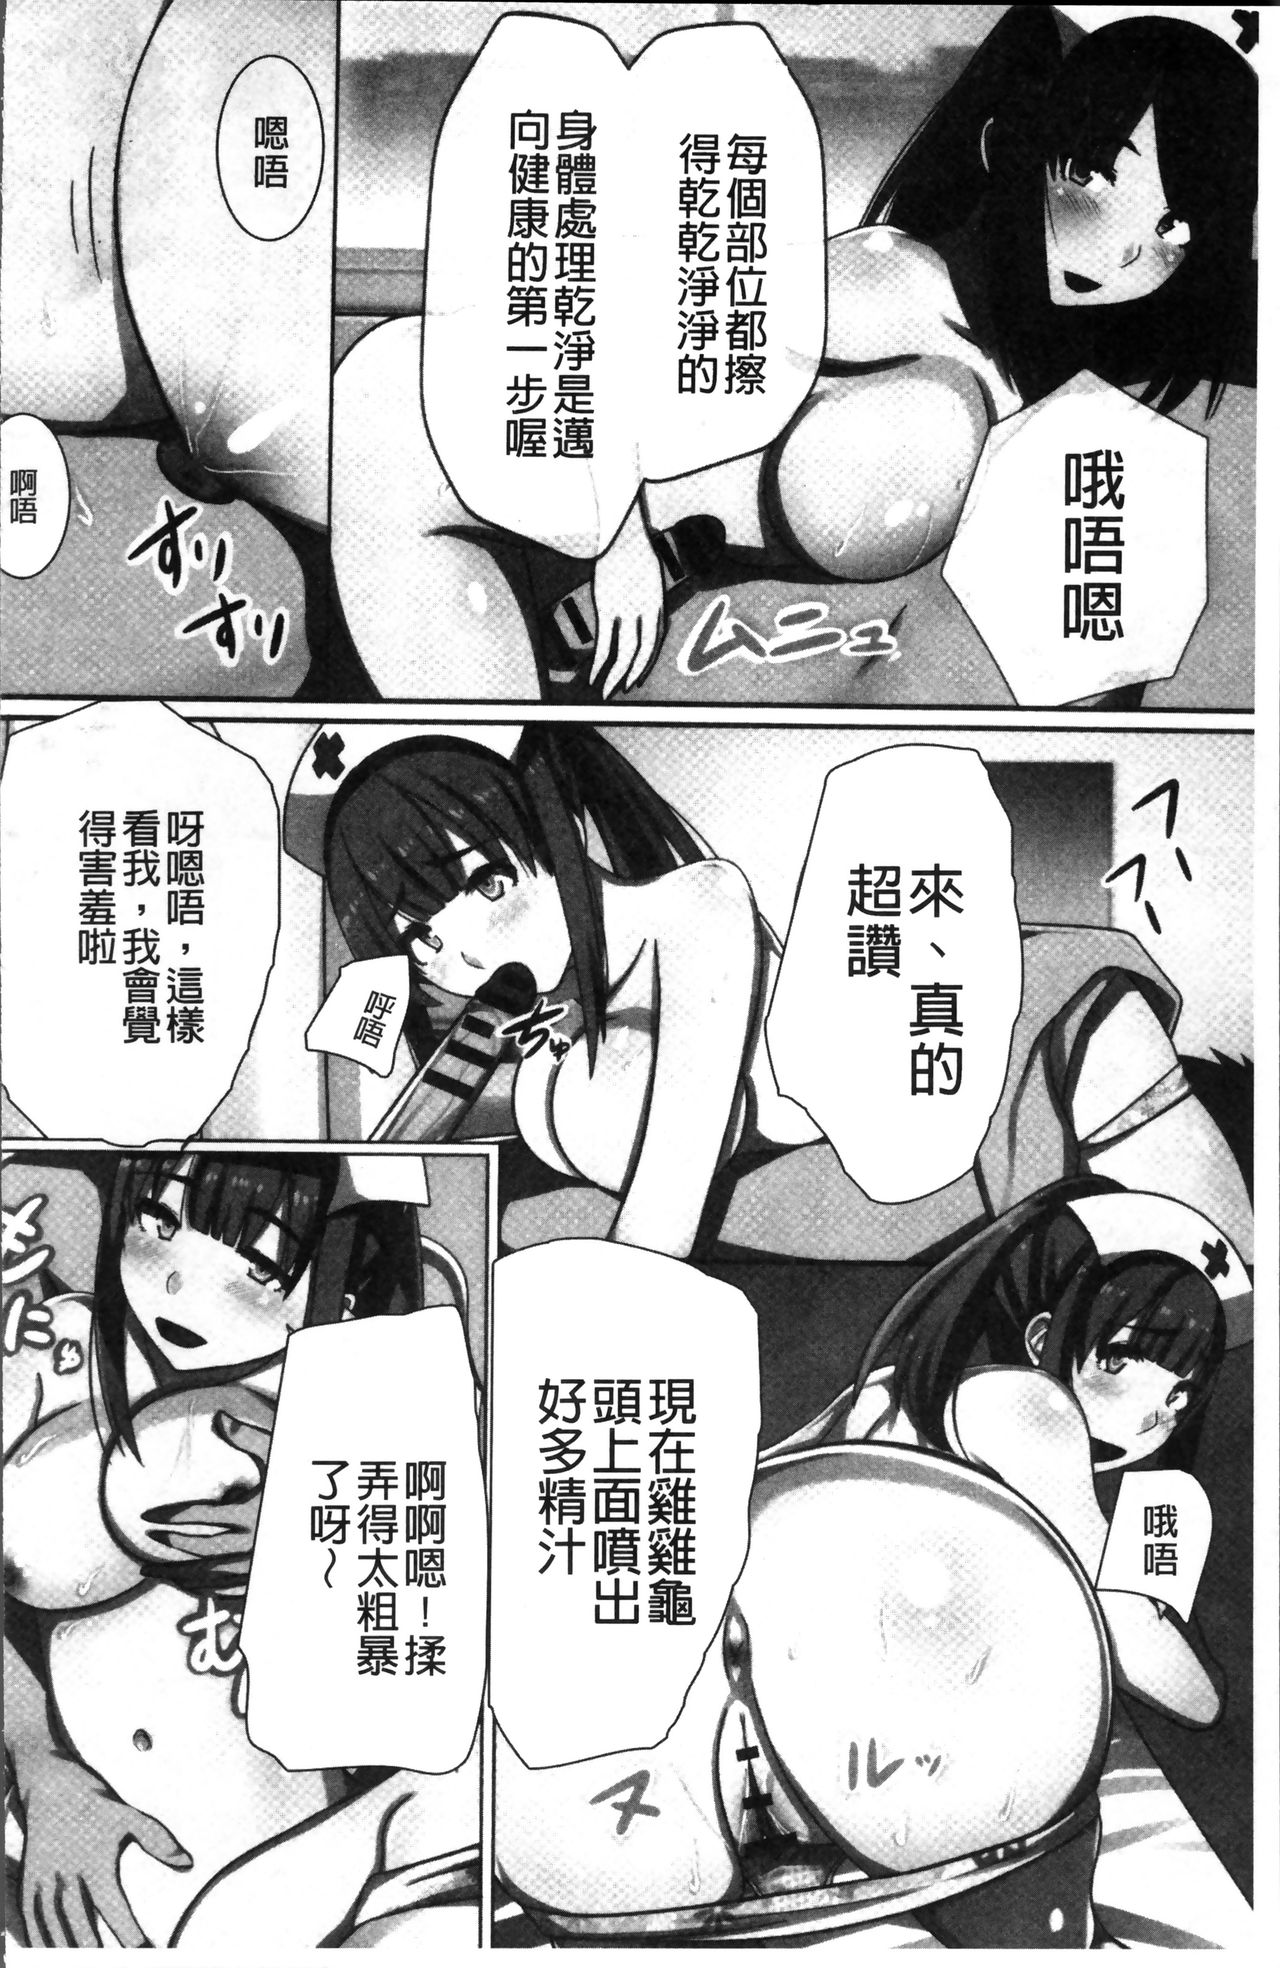 哦唔嗯
每個部位都擦
得乾乾淨淨的
身體處理乾淨是邁
向健康的第一步喔
ムニュ
嗯唔
啊唔
すり
すり
來、真的
超讚
ちゅ
呼唔
呀嗯唔，這樣
看我，我會覺
得害羞啦
哦唔
現在雞雞龜
頭上面噴出
好多精汁
ヌ
ルッ
啊啊嗯！揉
弄得太粗暴
了呀～
む